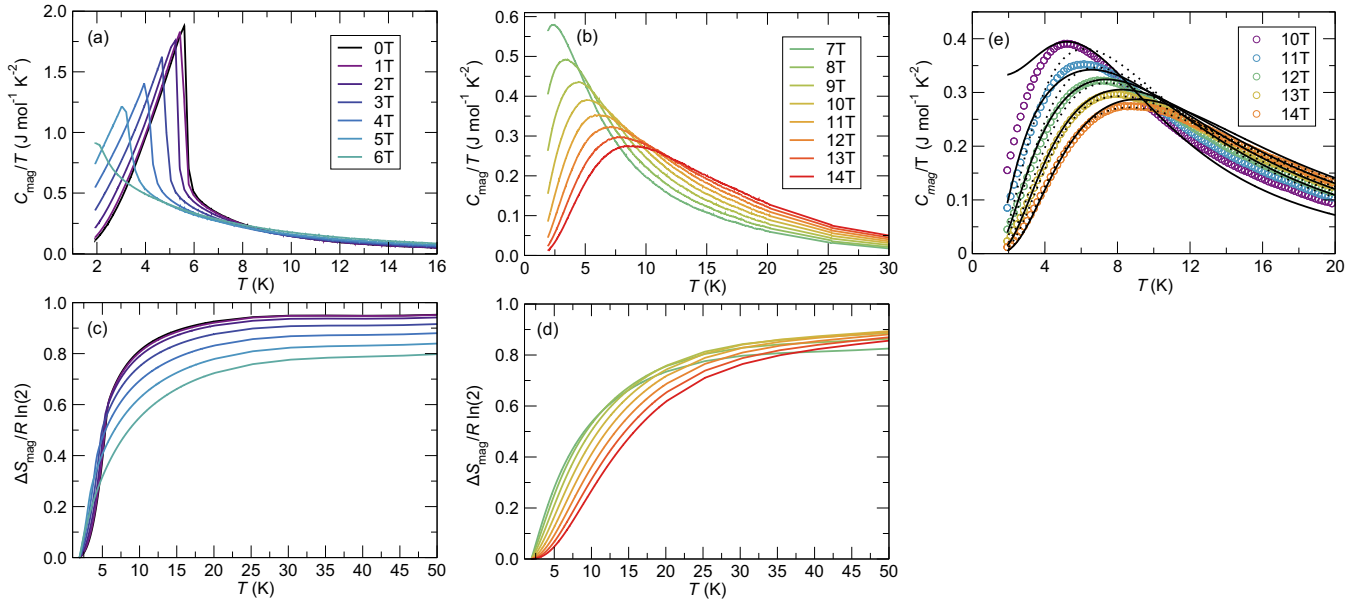 (a)
0T
1T
2T
3T
4T
5T
6T
C_mag/T (J mol⁻¹ K⁻²)
2.0
1.5
1.0
0.5
0.0
2 4 6 8 10 12 14 16
T (K)
(b)
7T
8T
9T
10T
11T
12T
13T
14T
C_mag/T (J mol⁻¹ K⁻²)
0.6
0.5
0.4
0.3
0.2
0.1
0
5 10 15 20 25 30
T (K)
(e)
10T
11T
12T
13T
14T
C_mag/T (J mol⁻¹ K⁻²)
0.4
0.3
0.2
0.1
0
0 4 8 12 16 20
T (K)
(c)
ΔS_mag/R ln(2)
1.0
0.8
0.6
0.4
0.2
0.0
5 10 15 20 25 30 35 40 45 50
T (K)
(d)
ΔS_mag/R ln(2)
1.0
0.8
0.6
0.4
0.2
0.0
5 10 15 20 25 30 35 40 45 50
T (K)